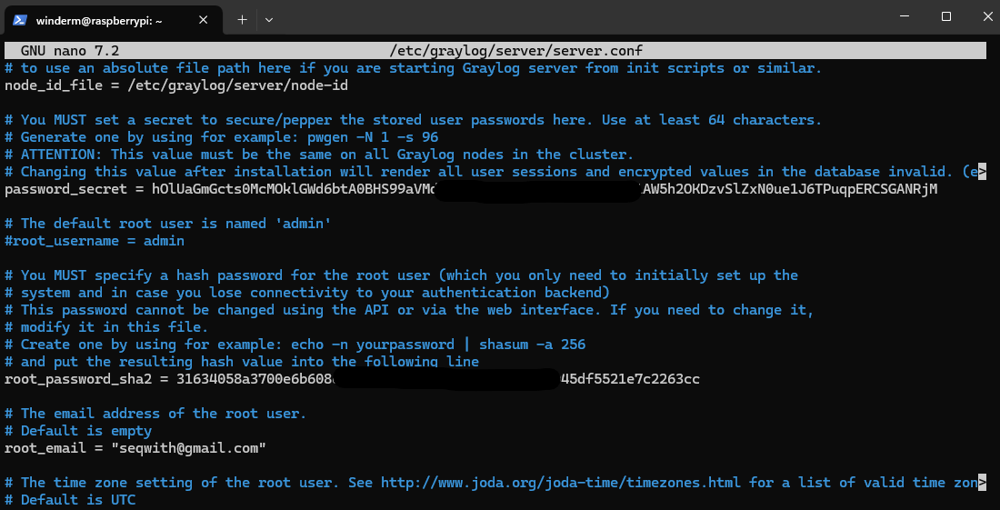 winderm@raspberrypi: ~
GNU nano 7.2 /etc/graylog/server/server.conf
# to use an absolute file path here if you are starting Graylog server from init scripts or similar.
node_id_file = /etc/graylog/server/node-id
# You MUST set a secret to secure/pepper the stored user passwords here. Use at least 64 characters.
# Generate one by using for example: pwgen -N 1 -s 96
# ATTENTION: This value must be the same on all Graylog nodes in the cluster.
# Changing this value after installation will render all user sessions and encrypted values in the database invalid. (e>
password_secret = hOlUaGmGcts0McMOklGWd6btA0BHS99aVM AW5h2OKDzvSlZxN0ue1J6TPuqpERCSGANRjM
# The default root user is named 'admin'
#root_username = admin
# You MUST specify a hash password for the root user (which you only need to initially set up the
# system and in case you lose connectivity to your authentication backend)
# This password cannot be changed using the API or via the web interface. If you need to change it,
# modify it in this file.
# Create one by using for example: echo -n yourpassword | shasum -a 256
# and put the resulting hash value into the following line
root_password_sha2 = 31634058a3700e6b608 45df5521e7c2263cc
# The email address of the root user.
# Default is empty
root_email = "seqwith@gmail.com"
# The time zone setting of the root user. See http://www.joda.org/joda-time/timezones.html for a list of valid time zon>
# Default is UTC